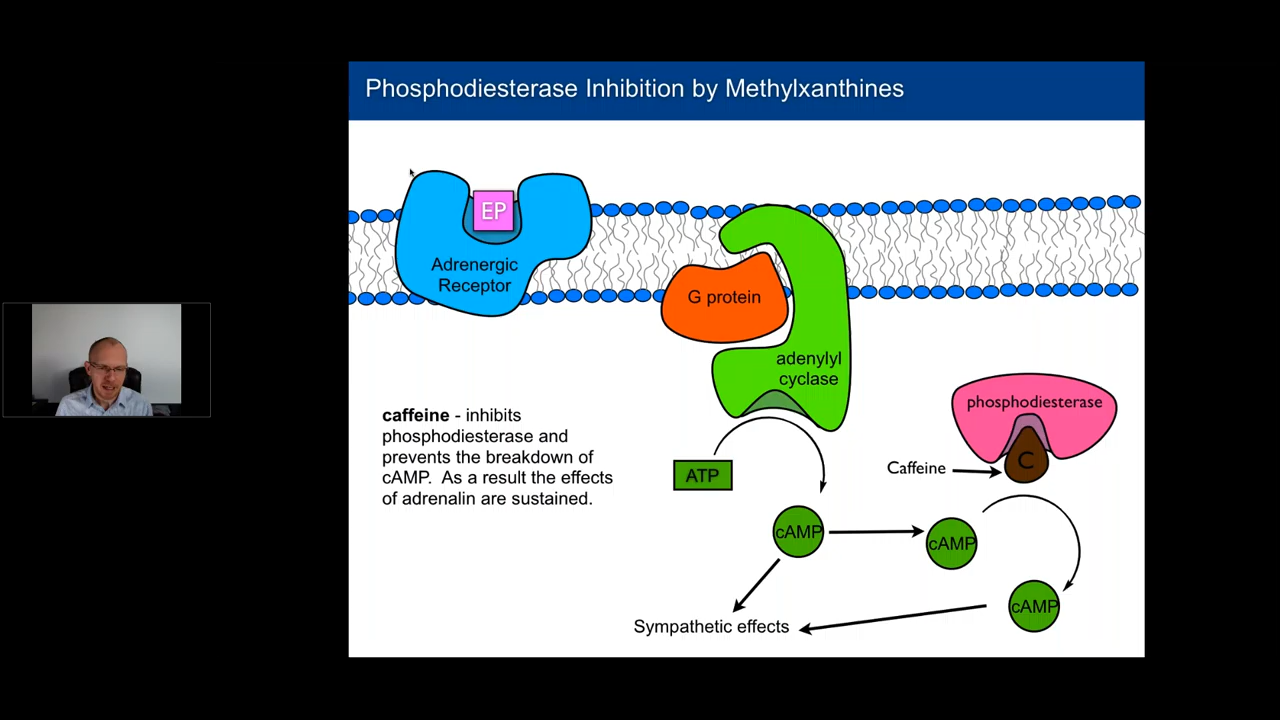 Phosphodiesterase Inhibition by Methylxanthines
EP
Adrenergic
Receptor
G protein
adenylyl
cyclase
phosphodiesterase
C
Caffeine
caffeine - inhibits
phosphodiesterase and
prevents the breakdown of
cAMP. As a result the effects
of adrenalin are sustained.
ATP
cAMP
cAMP
cAMP
Sympathetic effects